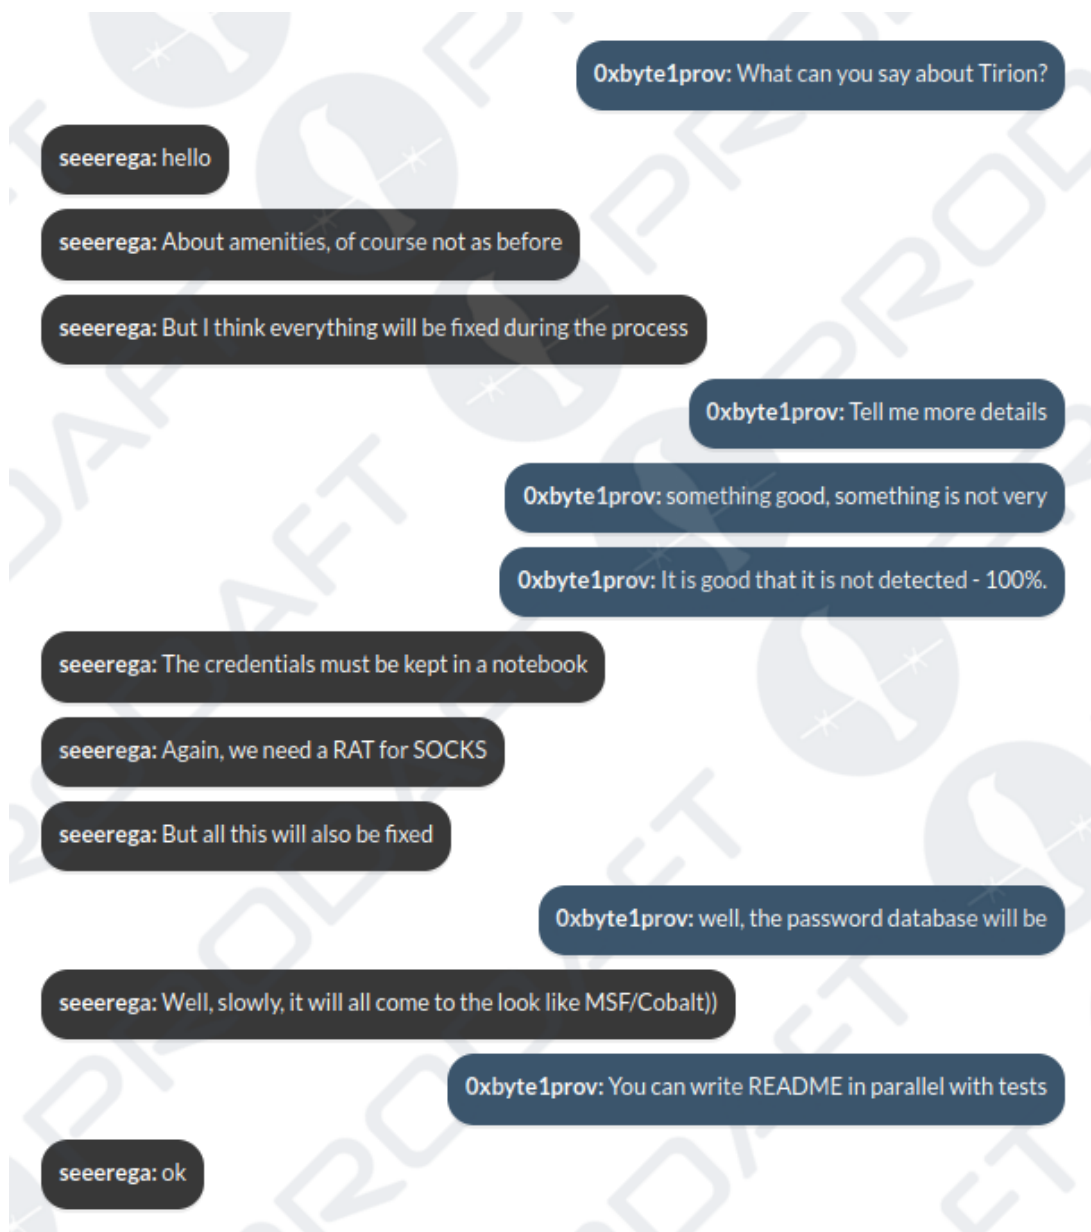 0xbyte1prov: What can you say about Tirion?
seeerega: hello
seeerega: About amenities, of course not as before
seeerega: But I think everything will be fixed during the process
0xbyte1prov: Tell me more details
0xbyte1prov: something good, something is not very
0xbyte1prov: It is good that it is not detected - 100%.
seeerega: The credentials must be kept in a notebook
seeerega: Again, we need a RAT for SOCKS
seeerega: But all this will also be fixed
0xbyte1prov: well, the password database will be
seeerega: Well, slowly, it will all come to the look like MSF/Cobalt))
0xbyte1prov: You can write README in parallel with tests
seeerega: ok
PRODAFT